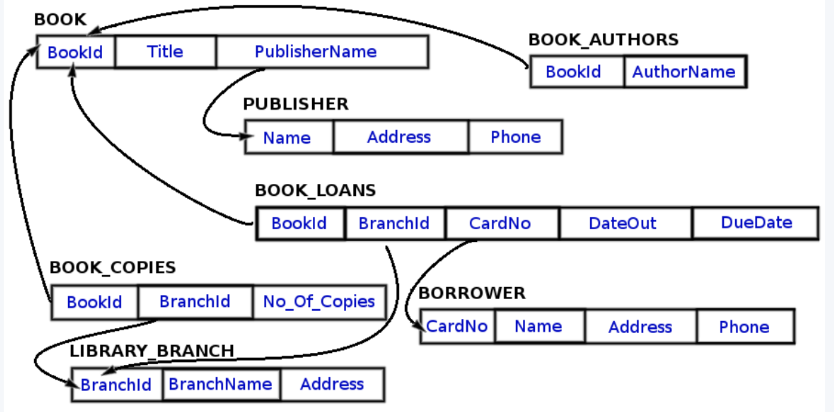 BOOK
BookId Title PublisherName
BOOK_AUTHORS
BookId AuthorName
PUBLISHER
Name Address Phone
BOOK_LOANS
BookId BranchId CardNo DateOut DueDate
BOOK_COPIES
BookId BranchId No_Of_Copies
BORROWER
CardNo Name Address Phone
LIBRARY_BRANCH
BranchId BranchName Address